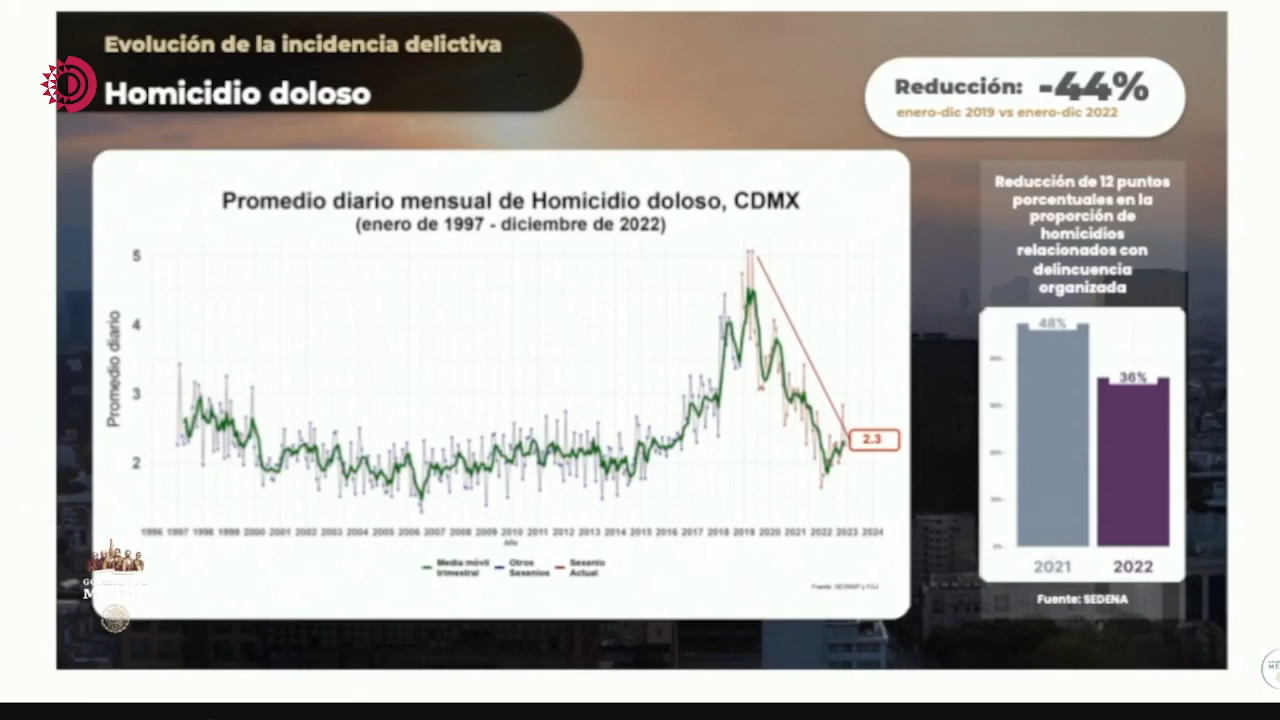 Evolución de la incidencia delictiva
Homicidio doloso
Reducción: -44%
enero-dic 2019 vs enero-dic 2022
Promedio diario mensual de Homicidio doloso, CDMX
(enero de 1997 - diciembre de 2022)
Promedio diario
5
4
3
2
2.3
1996 1997 1998 1999 2000 2001 2002 2003 2004 2005 2006 2007 2008 2009 2010 2011 2012 2013 2014 2015 2016 2017 2018 2019 2020 2021 2022 2023 2024
Año
Media móvil
trimestral
Otros
Sexenios
Sexenio
Actual
Reducción de 12 puntos
porcentuales en la
proporción de
homicidios
relacionados con
delincuencia
organizada
48%
36%
2021 2022
Fuente: SEDENA